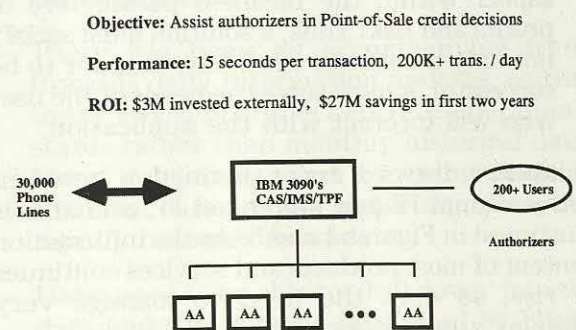 Objective: Assist authorizers in Point-of-Sale credit decisions
Performance: 15 seconds per transaction, 200K+ trans. / day
ROI: $3M invested externally, $27M savings in first two years
30,000
Phone
Lines
IBM 3090's
CAS/IMS/TPF
200+ Users
Authorizers
AA AA AA ••• AA